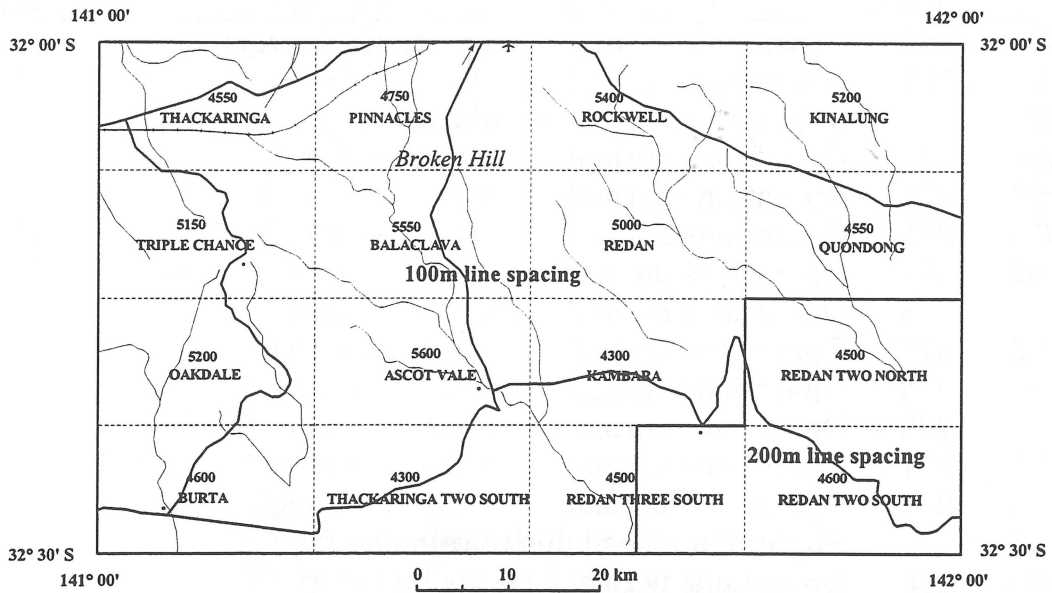 141° 00'
142° 00'
32° 00' S
32° 00' S
4550
THACKARINGA
4750
PINNACLES
5400
ROCKWELL
5200
KINALUNG
Broken Hill
5150
TRIPLE CHANCE
5550
BALACLAVA
5000
REDAN
4550
QUONDONG
100m line spacing
5200
OAKDALE
5600
ASCOT VALE
4300
KAMBARA
4500
REDAN TWO NORTH
200m line spacing
4600
BURTA
4300
THACKARINGA TWO SOUTH
4500
REDAN THREE SOUTH
4600
REDAN TWO SOUTH
32° 30' S
32° 30' S
141° 00'
142° 00'
0 10 20 km